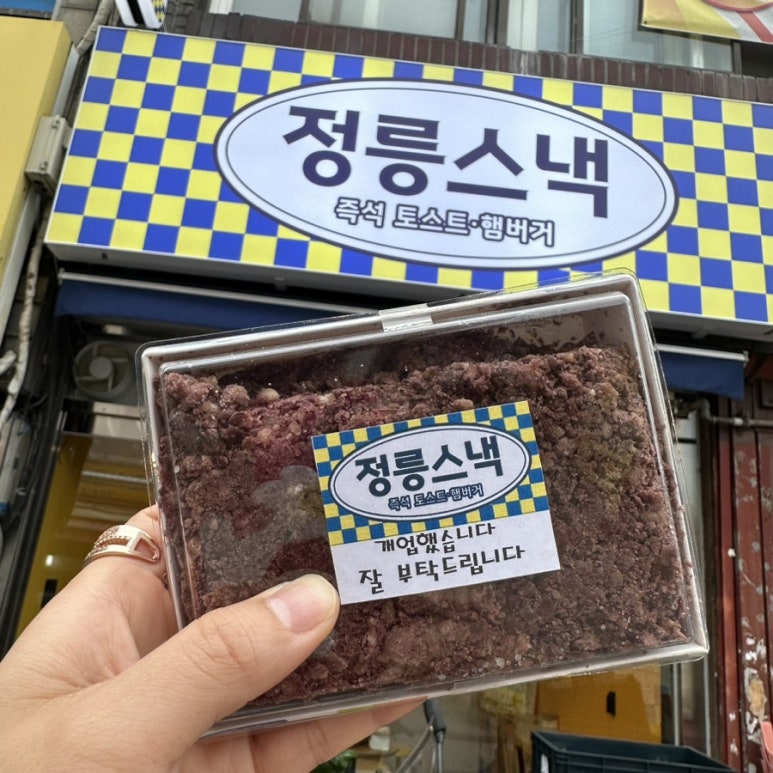 정릉스낵
즉석 토스트·햄버거
정릉스낵
즉석 토스트·햄버거
개업했습니다
잘 부탁드립니다